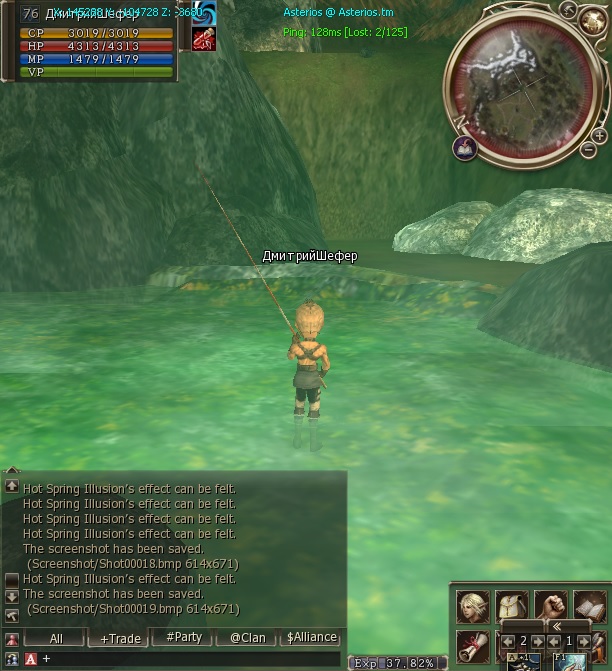 76 ДмитрийШефер
Asterios @ Asterios.tm
Ping: 128ms [Lost: 2/125]
CP 3019/3019
HP 4313/4313
MP 1479/1479
VP
N
ДмитрийШефер
Hot Spring Illusion's effect can be felt.
Hot Spring Illusion's effect can be felt.
Hot Spring Illusion's effect can be felt.
Hot Spring Illusion's effect can be felt.
The screenshot has been saved.
(Screenshot/Shot00018.bmp 614x671)
Hot Spring Illusion's effect can be felt.
The screenshot has been saved.
(Screenshot/Shot00019.bmp 614x671)
All +Trade #Party @Clan $Alliance
A +
Exp 37.82%
2 1
A +1 F1